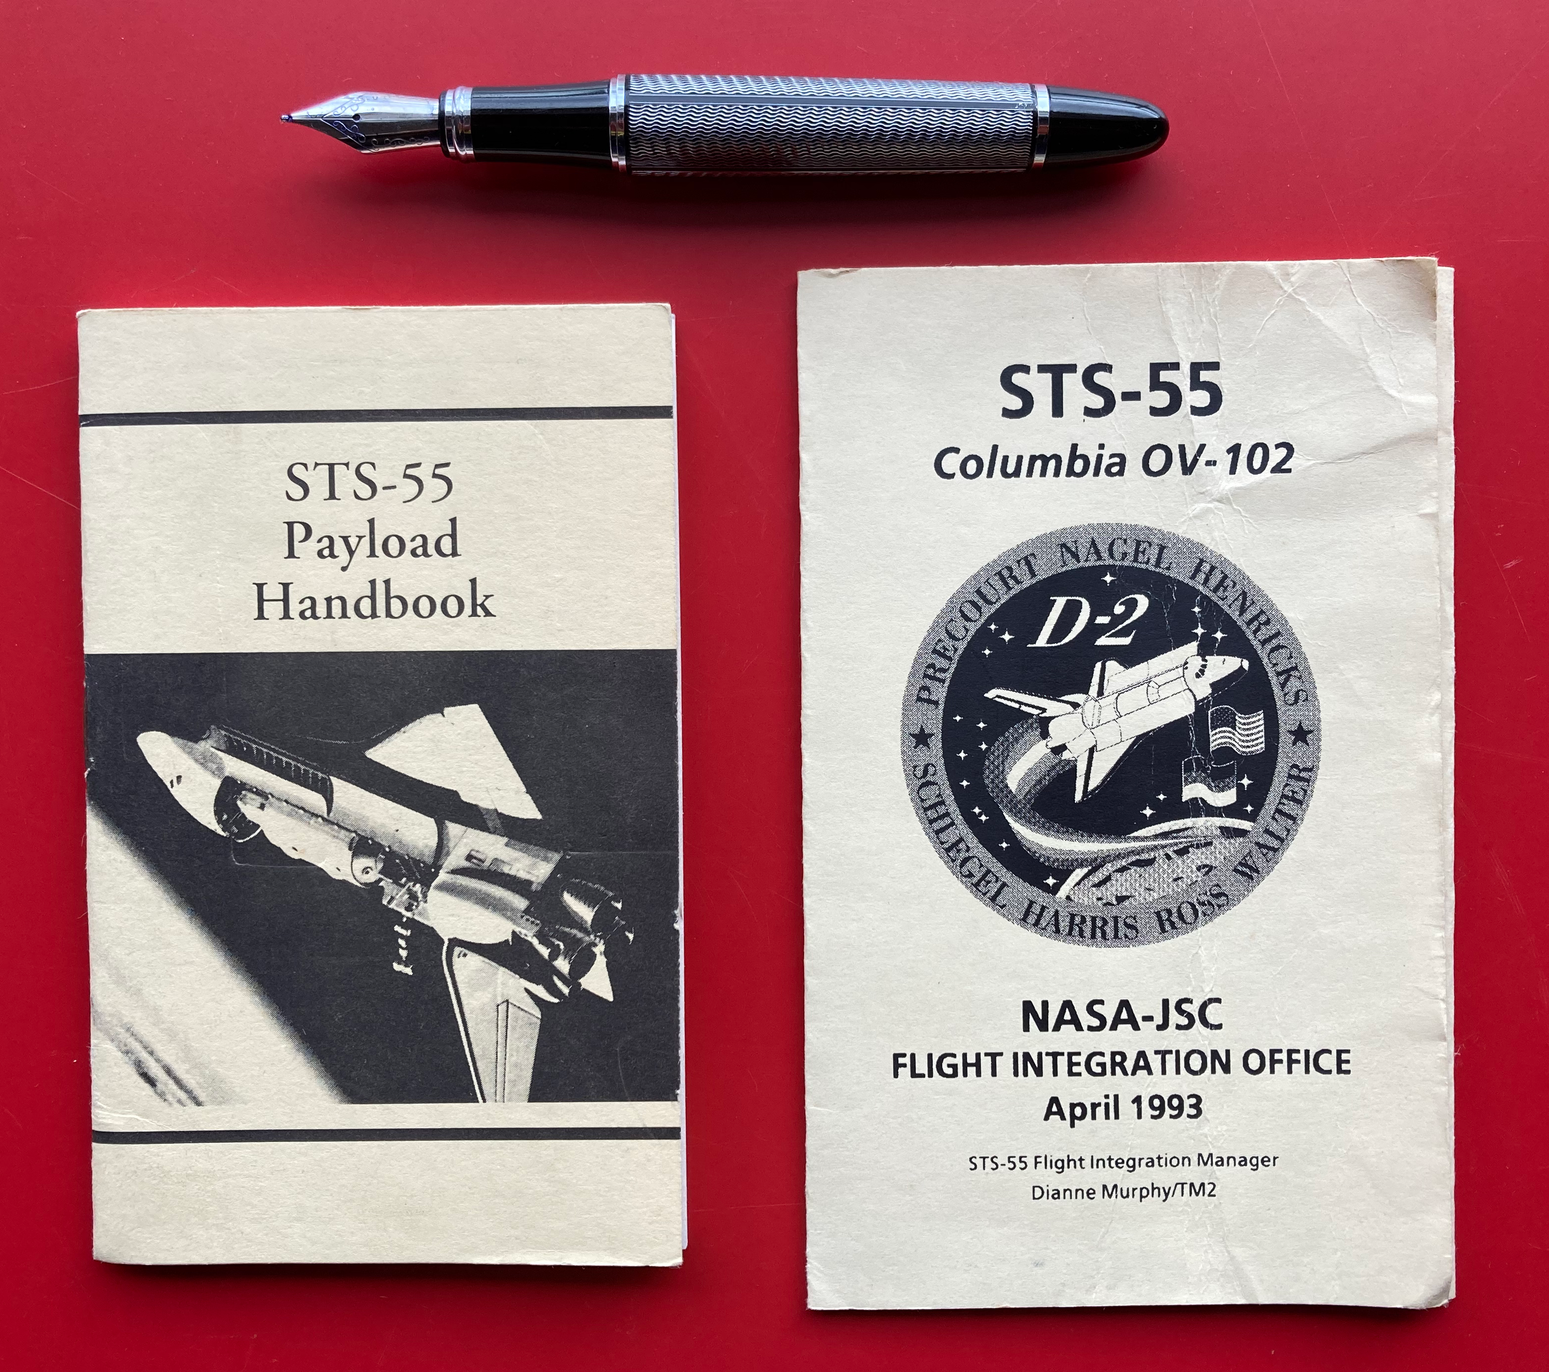 STS-55
Payload
Handbook
STS-55
Columbia OV-102
PRECOURT NAGEL HENRICKS
D-2
SCHLEGEL HARRIS ROSS WALTER
NASA-JSC
FLIGHT INTEGRATION OFFICE
April 1993
STS-55 Flight Integration Manager
Dianne Murphy/TM2